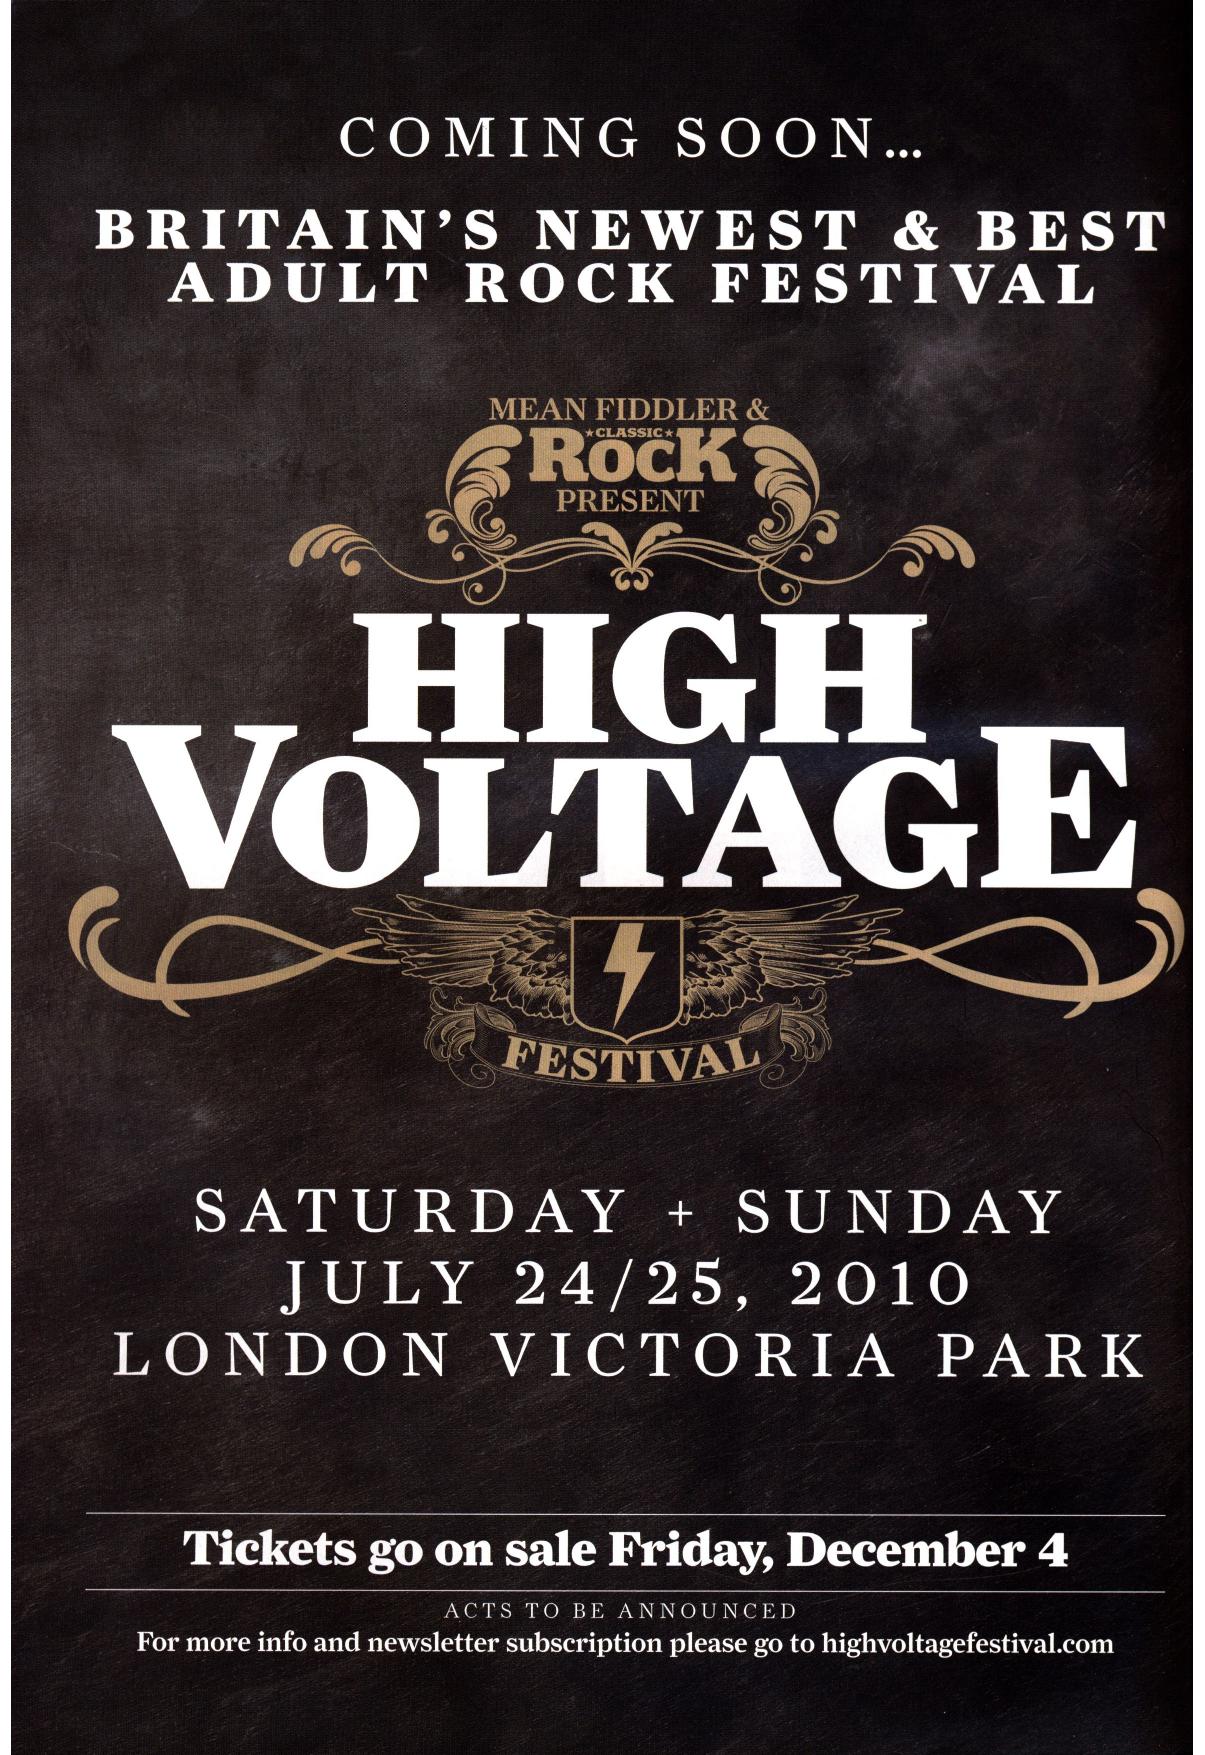 COMING SOON...
BRITAIN'S NEWEST & BEST
ADULT ROCK FESTIVAL
MEAN FIDDLER &
★CLASSIC★
ROCK
PRESENT
HIGH
VOLTAGE
FESTIVAL
SATURDAY + SUNDAY
JULY 24/25, 2010
LONDON VICTORIA PARK
Tickets go on sale Friday, December 4
ACTS TO BE ANNOUNCED
For more info and newsletter subscription please go to highvoltagefestival.com